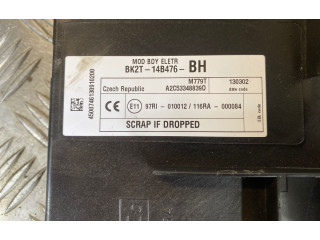 MOD BDY ELETR
BK2T-14B476- BH
M779T 130302
Czech Republic A2C53348839D date code
E11 97RI-010012 / 116RA-000084
SCRAP IF DROPPED